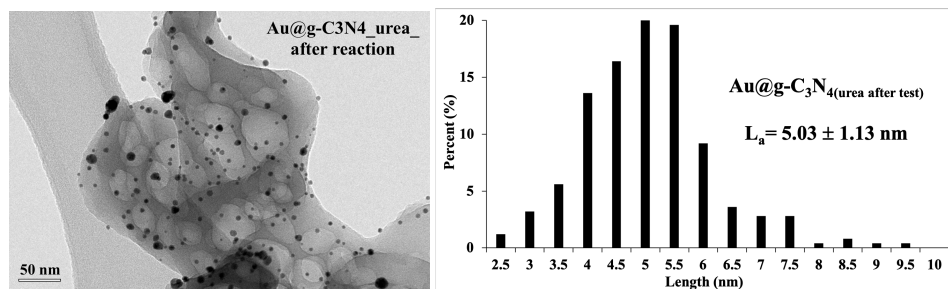 Au@g-C3N4_urea_
after reaction
50 nm
Percent (%)
20
15
10
5
0
Au@g-C₃N₄(urea after test)
Lₐ= 5.03 ± 1.13 nm
2.5 3 3.5 4 4.5 5 5.5 6 6.5 7 7.5 8 8.5 9 9.5 10
Length (nm)